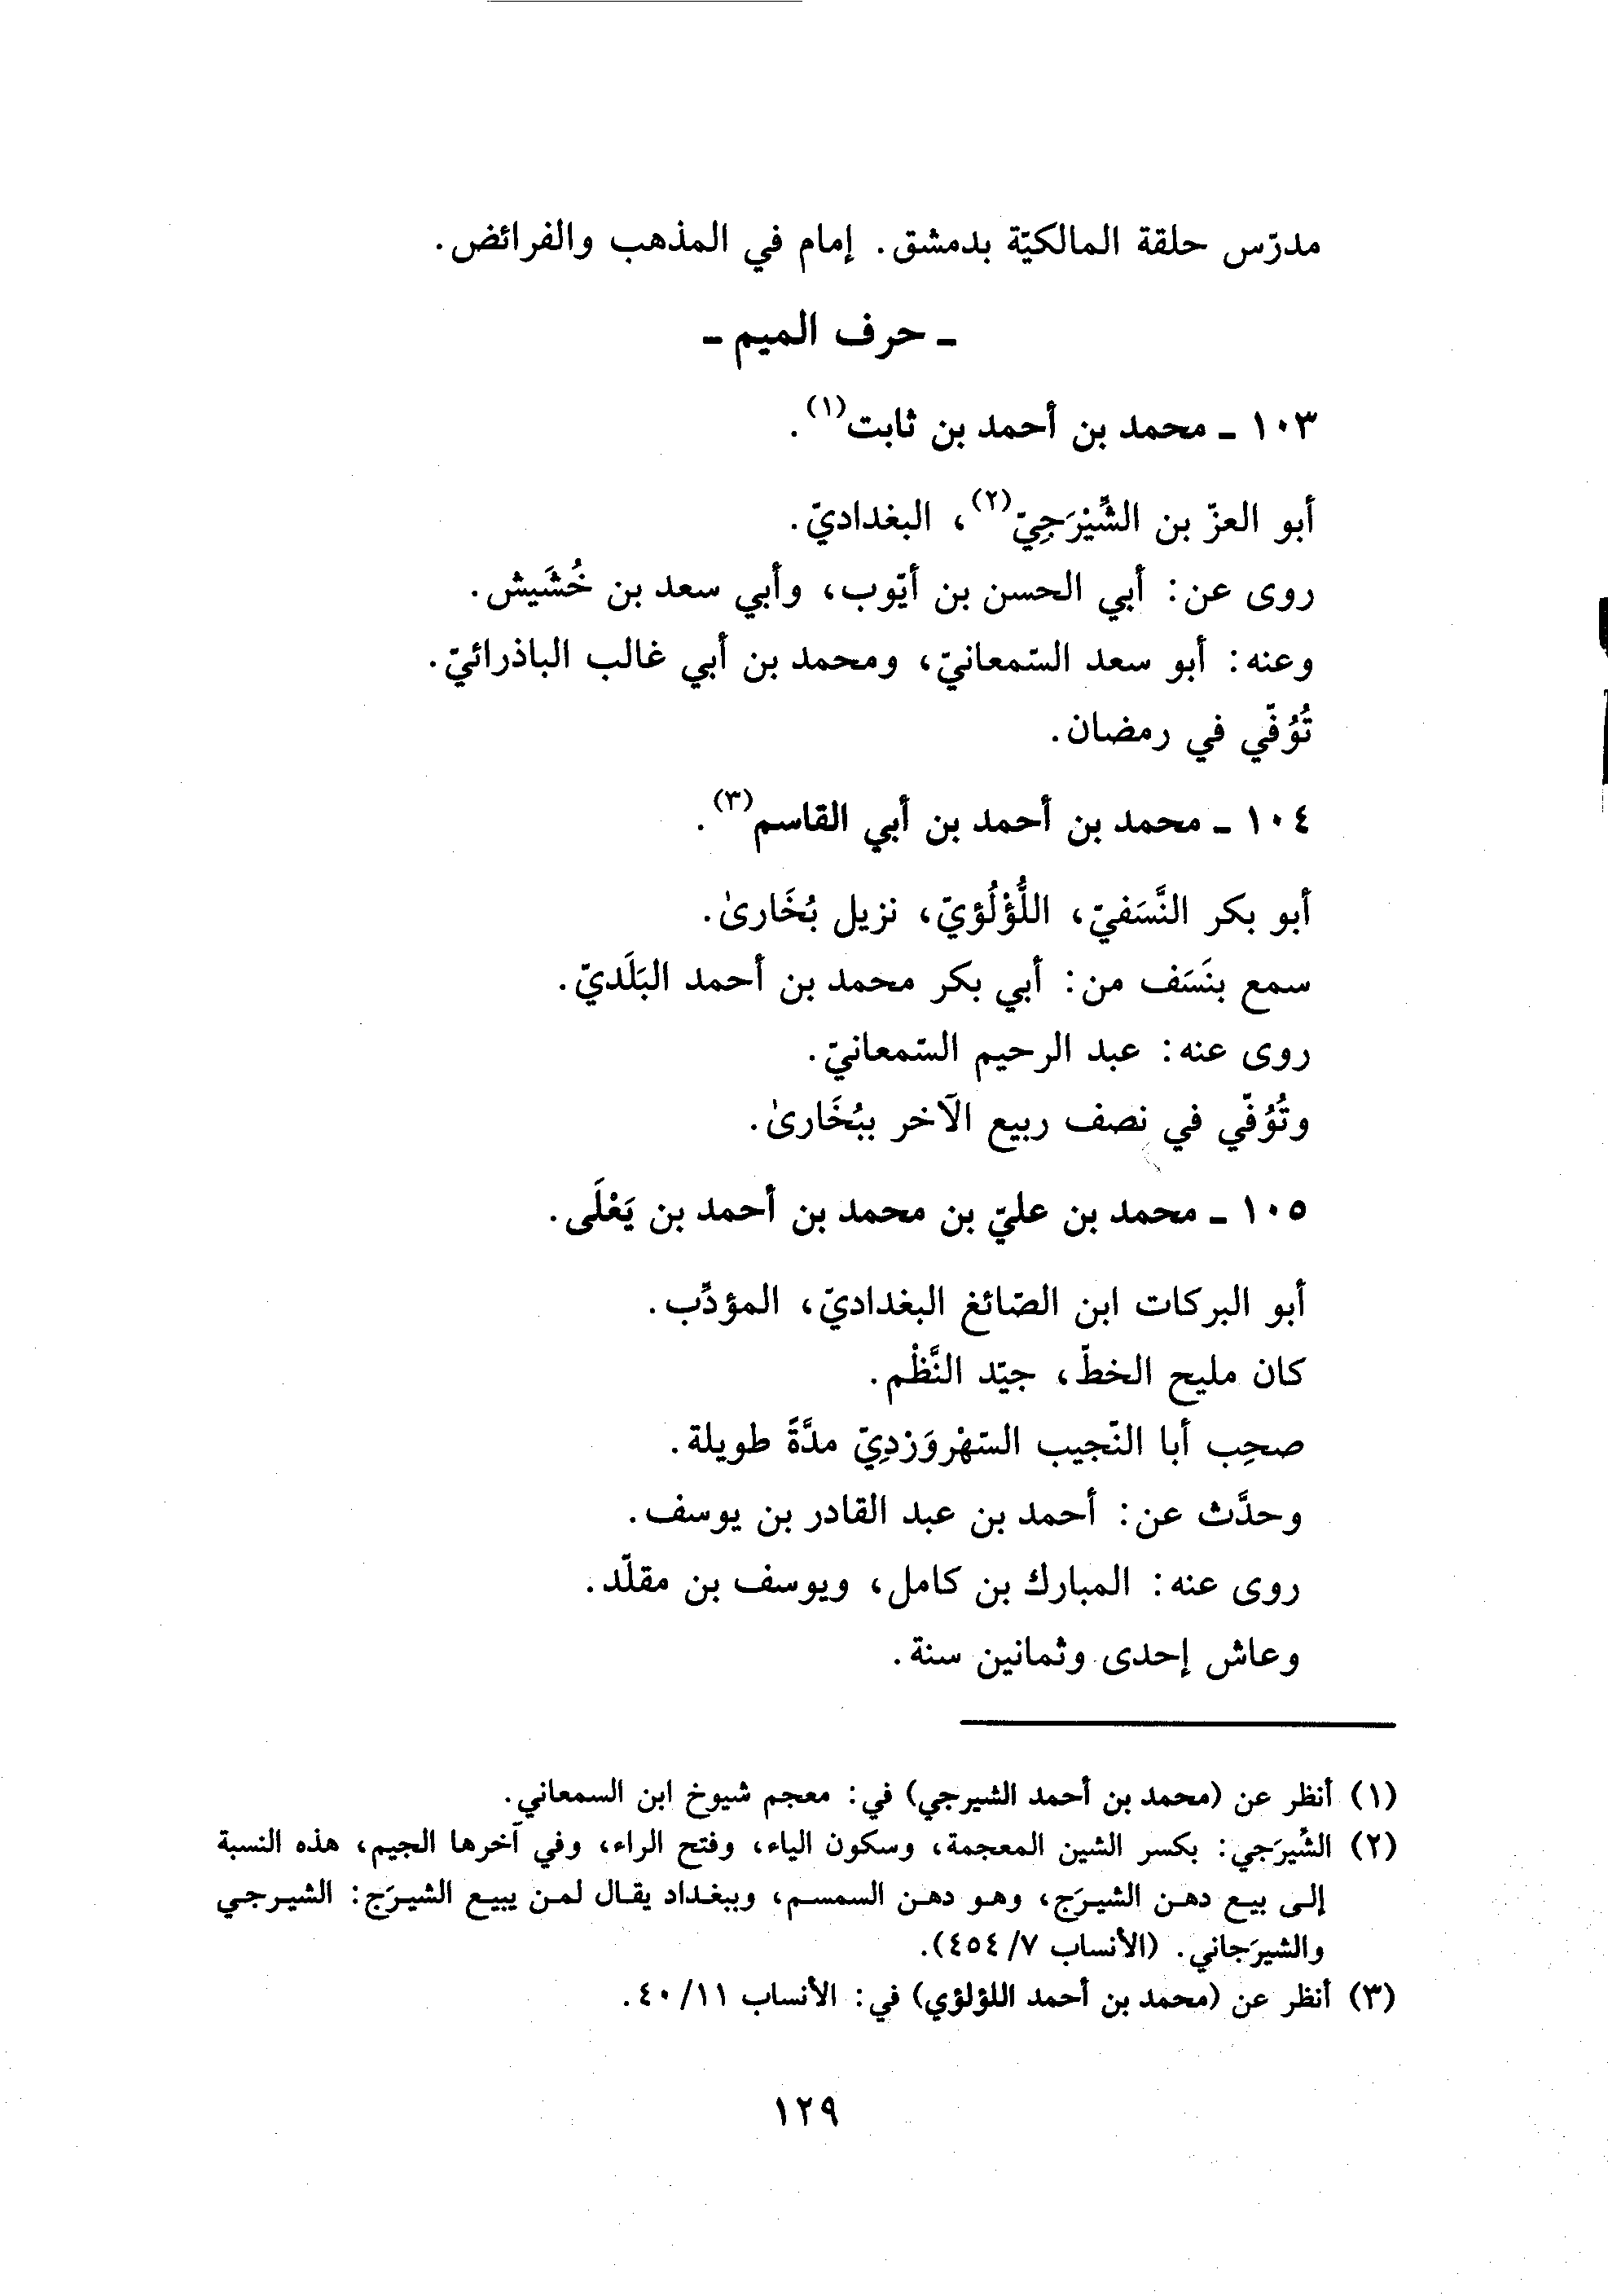 مدرّس حلقة المالكيّة بدمشق. إمام في المذهب والفرائض.
ـ حرف الميم ـ
١٠٣ ـ محمد بن أحمد بن ثابت(١).
أبو العزّ بن الشِّيْرَجِيّ(٢)، البغداديّ.
روى عن: أبي الحسن بن أيّوب، وأبي سعد بن خُشَيش.
وعنه: أبو سعد السّمعانيّ، ومحمد بن أبي غالب الباذرائيّ.
تُوُفّي في رمضان.
١٠٤ ـ محمد بن أحمد بن أبي القاسم(٣).
أبو بكر النَّسَفيّ، اللُّؤْلُؤيّ، نزيل بُخَارىٰ.
سمع بنَسَف من: أبي بكر محمد بن أحمد البَلَديّ.
روى عنه: عبد الرحيم السّمعانيّ.
وتُوُفّي في نصف ربيع الآخر ببُخَارىٰ.
١٠٥ ـ محمد بن عليّ بن محمد بن أحمد بن يَعْلَى.
أبو البركات ابن الصّائغ البغداديّ، المؤدِّب.
كان مليح الخطّ، جيّد النَّظْم.
صحِب أبا النّجيب السّهْروَرْدِيّ مدَّةً طويلة.
وحدَّث عن: أحمد بن عبد القادر بن يوسف.
روى عنه: المبارك بن كامل، ويوسف بن مقلّد.
وعاش إحدى وثمانين سنة.
(١) أنظر عن (محمد بن أحمد الشيرجي) في: معجم شيوخ ابن السمعاني.
(٢) الشِّيرَجي: بكسر الشين المعجمة، وسكون الياء، وفتح الراء، وفي آخرها الجيم، هذه النسبة
إلى بيع دهن الشيرَج، وهو دهن السمسم، وببغداد يقال لمن يبيع الشيرَج: الشيرجي
والشيرَجاني. (الأنساب ٧/ ٤٥٤).
(٣) أنظر عن (محمد بن أحمد اللؤلؤي) في: الأنساب ١١/ ٤٠.
١٢٩